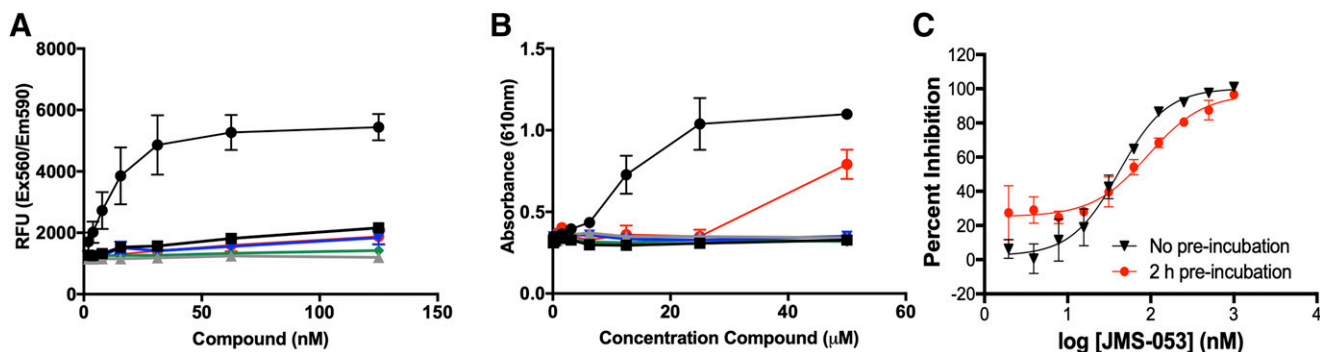 A
RFU (Ex560/Em590)
8000
6000
4000
2000
0
0
50
100
150
Compound (nM)
B
Absorbance (610nm)
1.5
1.0
0.5
0.0
0
20
40
60
Concentration Compound (μM)
C
Percent Inhibition
120
100
80
60
40
20
0
-20
0
1
2
3
4
No pre-incubation
2 h pre-incubation
log [JMS-053] (nM)